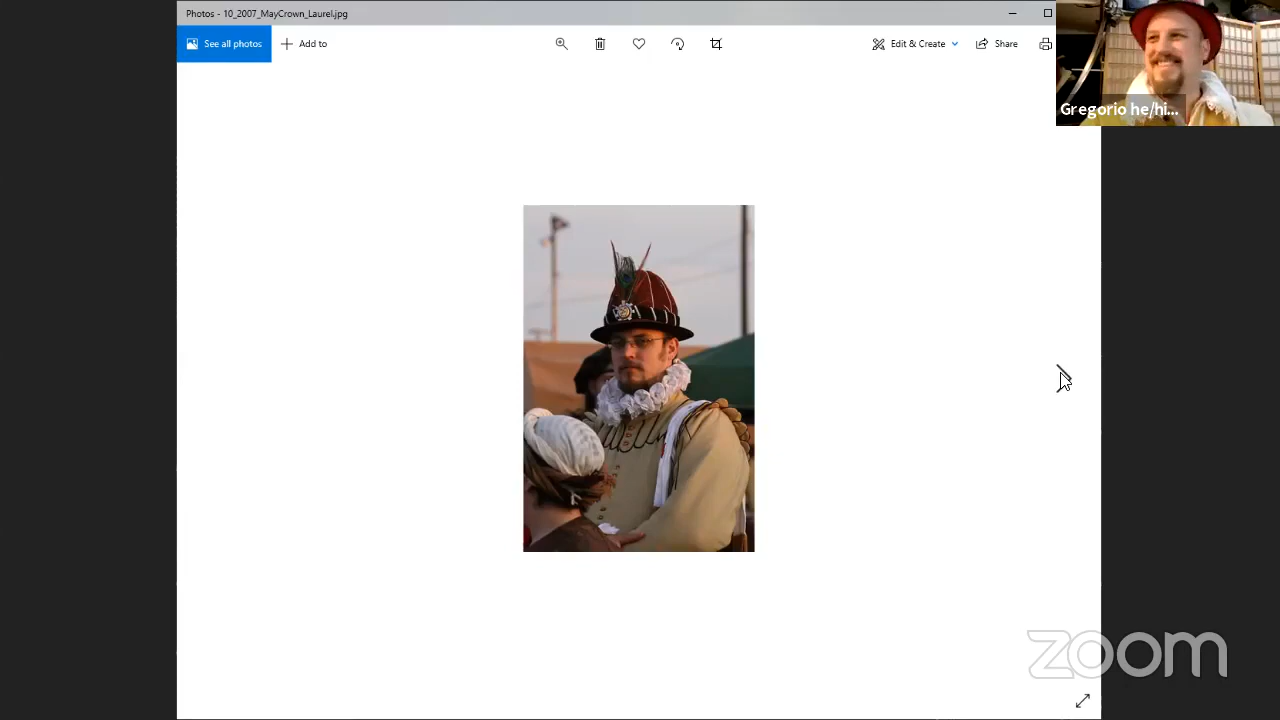 Photos - 10_2007_MayCrown_Laurel.jpg
See all photos
Add to
Edit & Create
Share
Gregorio he/hi...
zoom